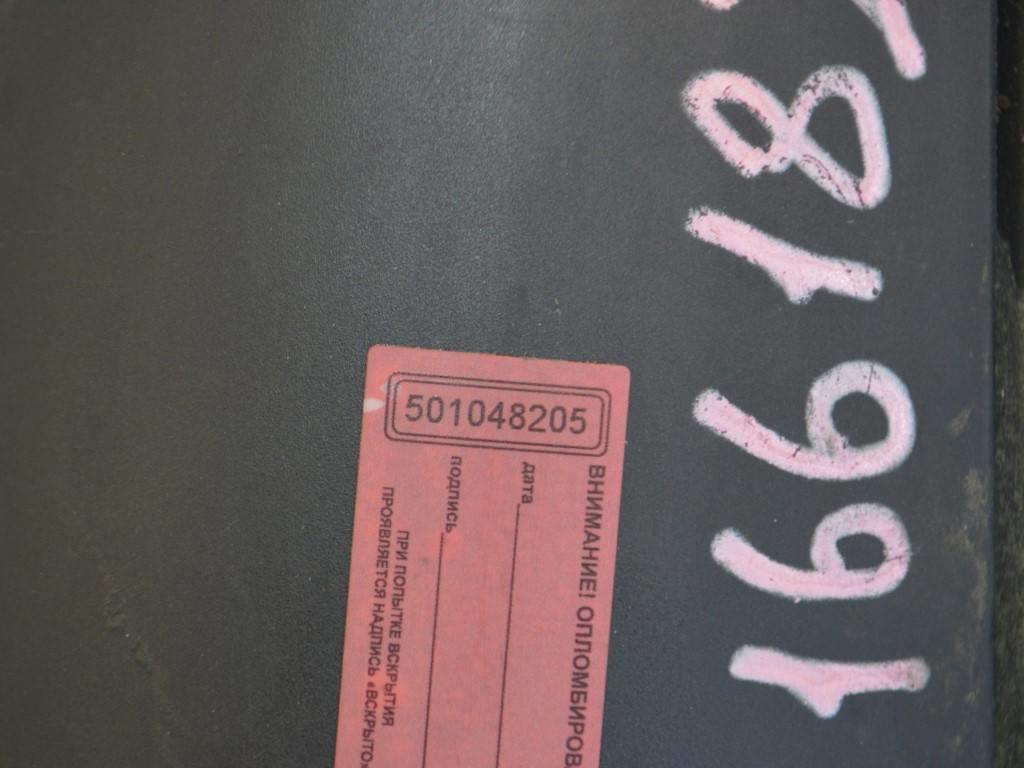 501048205
ВНИМАНИЕ! ОПЛОМБИРОВ
дата
подпись
ПРИ ПОПЫТКЕ ВСКРЫТИЯ
ПРОЯВЛЯЕТСЯ НАДПИСЬ «ВСКРЫТО»
16618